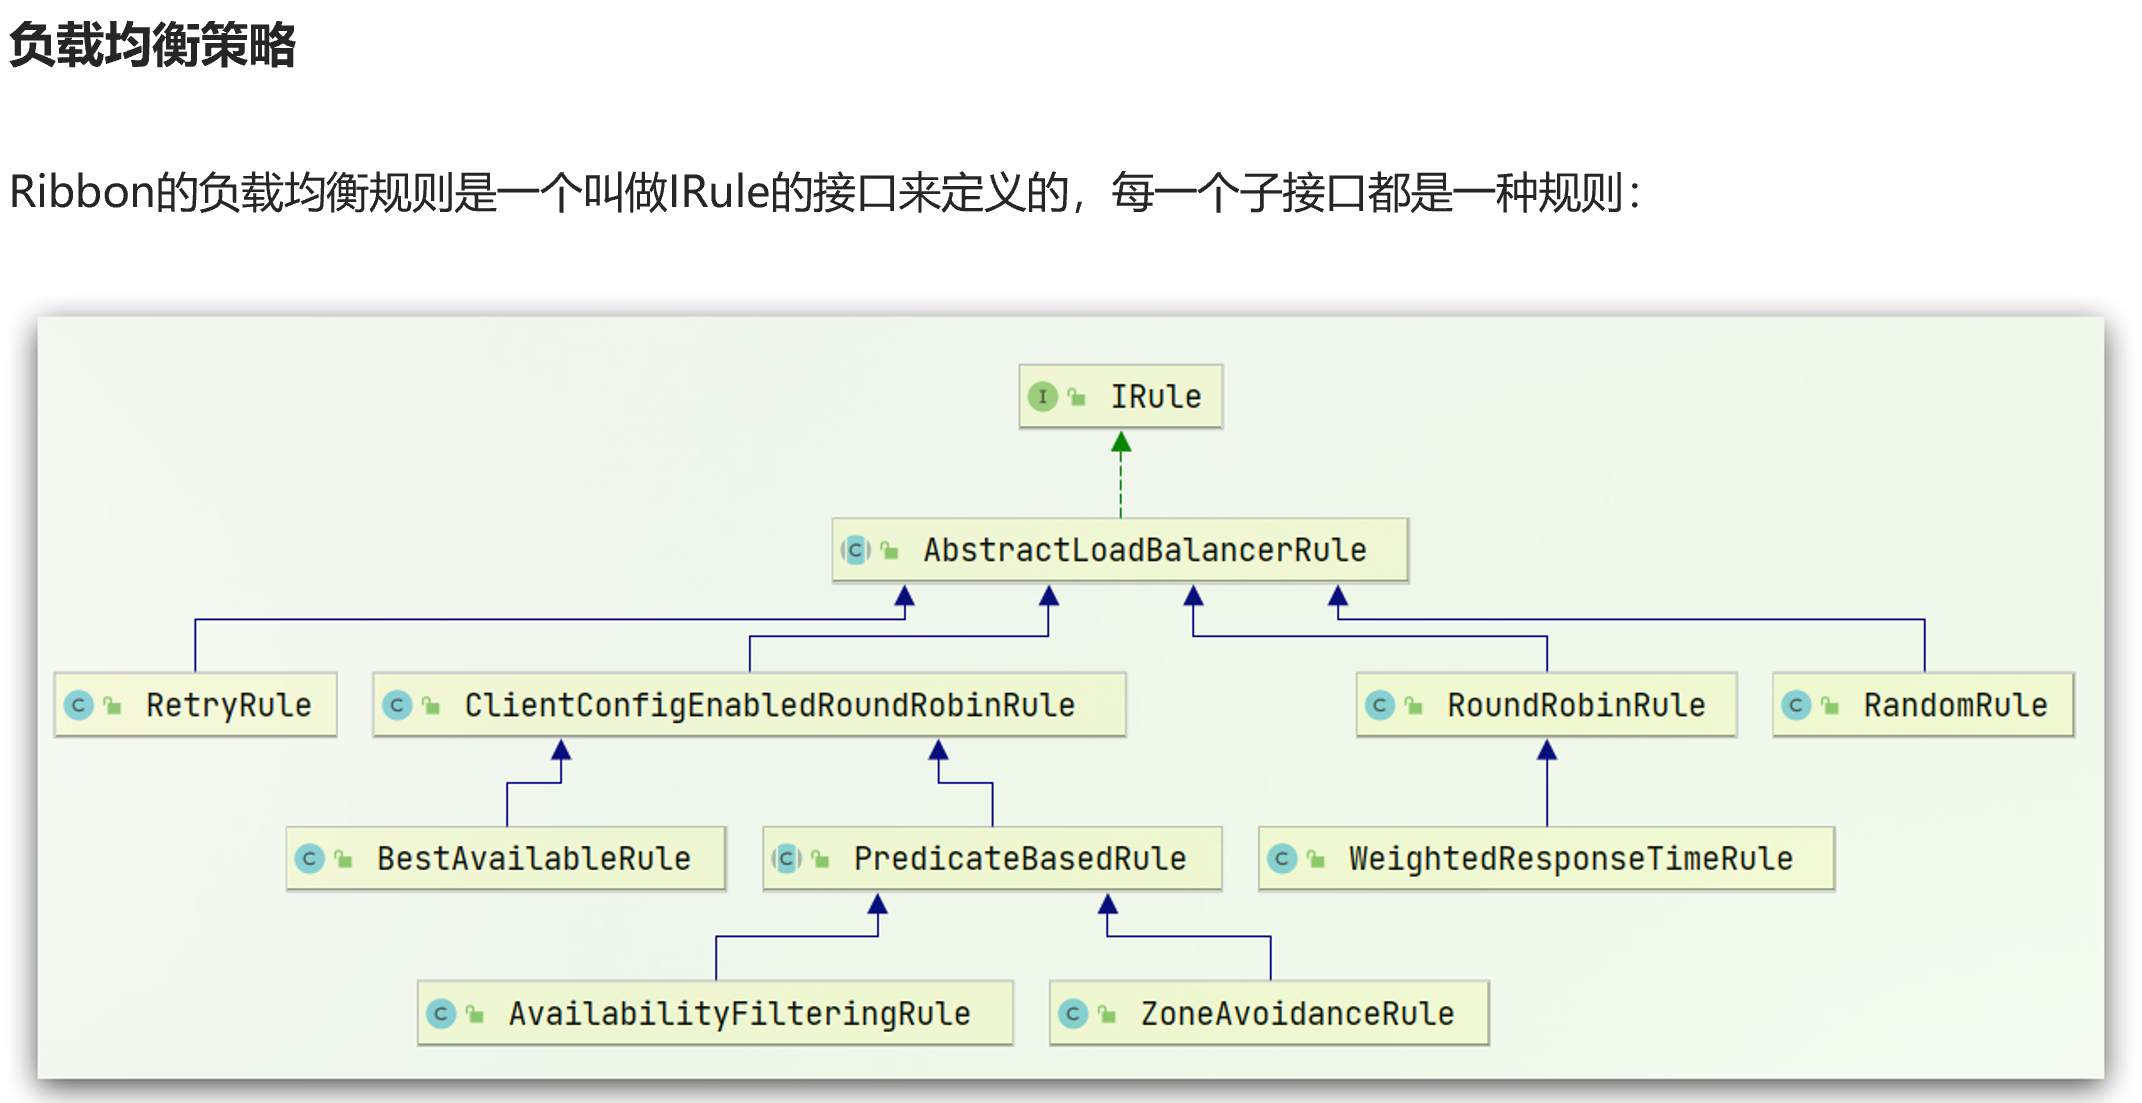 负载均衡策略
Ribbon的负载均衡规则是一个叫做IRule的接口来定义的，每一个子接口都是一种规则：
I IRule
C AbstractLoadBalancerRule
C RetryRule
C ClientConfigEnabledRoundRobinRule
C RoundRobinRule
C RandomRule
C BestAvailableRule
C PredicateBasedRule
C WeightedResponseTimeRule
C AvailabilityFilteringRule
C ZoneAvoidanceRule